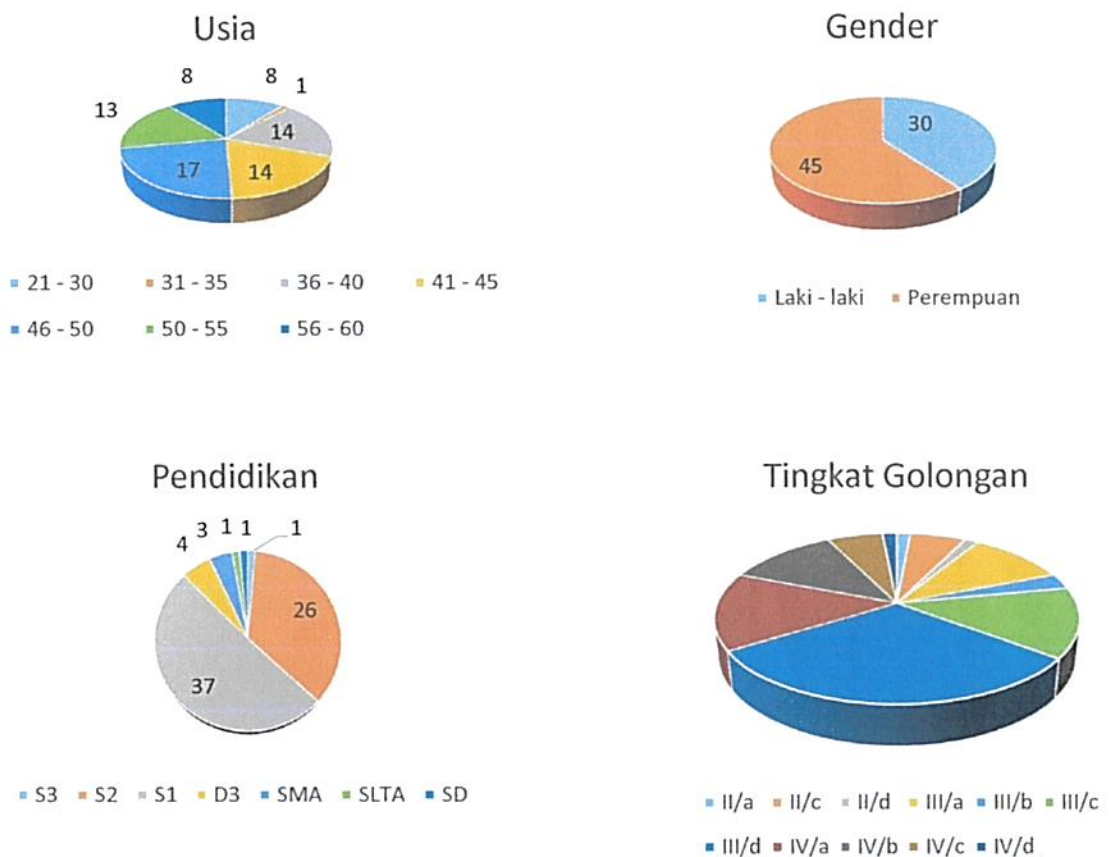 Usia
8
8
1
13
14
17
14
21 - 30
31 - 35
36 - 40
41 - 45
46 - 50
50 - 55
56 - 60
Gender
30
45
Laki - laki
Perempuan
Pendidikan
4
3
1
1
1
26
37
S3
S2
S1
D3
SMA
SLTA
SD
Tingkat Golongan
II/a
II/c
II/d
III/a
III/b
III/c
III/d
IV/a
IV/b
IV/c
IV/d